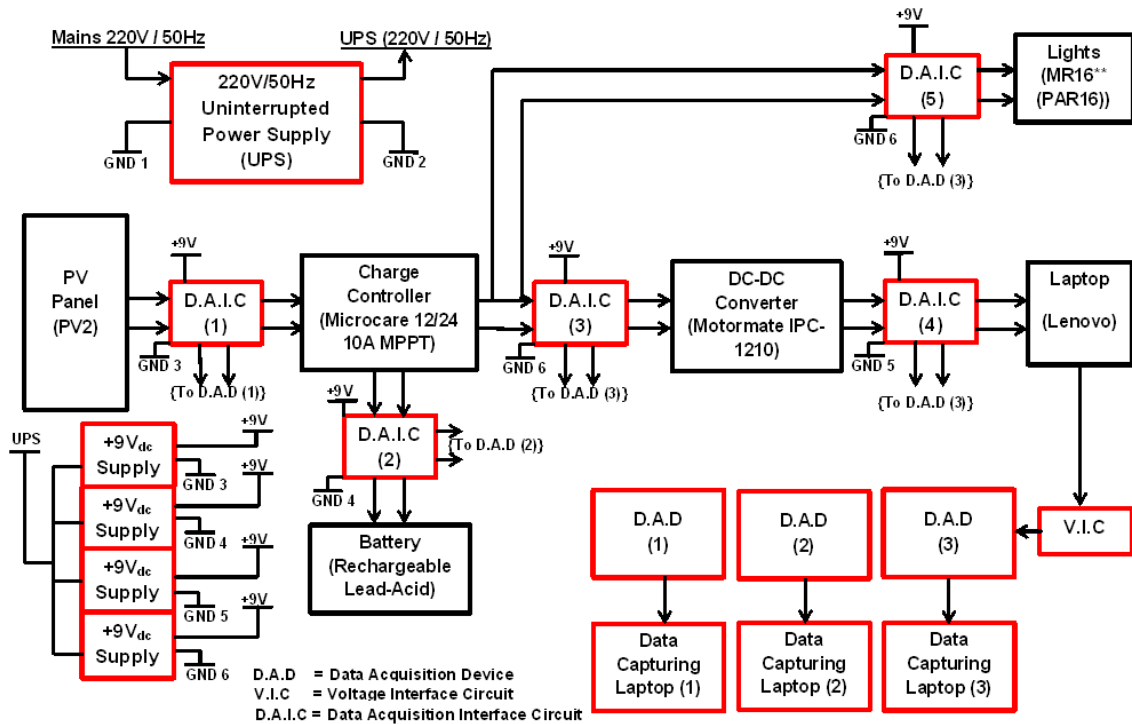 Mains 220V / 50Hz
UPS (220V / 50Hz)
220V/50Hz
Uninterrupted
Power Supply
(UPS)
GND 1
GND 2
+9V
D.A.I.C
(5)
GND 6
{To D.A.D (3)}
Lights
(MR16**
(PAR16))
PV
Panel
(PV2)
+9V
D.A.I.C
(1)
GND 3
{To D.A.D (1)}
Charge
Controller
(Microcare 12/24
10A MPPT)
+9V
D.A.I.C
(3)
GND 6
{To D.A.D (3)}
DC-DC
Converter
(Motormate IPC-
1210)
+9V
D.A.I.C
(4)
GND 5
{To D.A.D (3)}
Laptop
(Lenovo)
+9V
D.A.I.C
(2)
GND 4
{To D.A.D (2)}
Battery
(Rechargeable
Lead-Acid)
UPS
+9Vdc
Supply
+9V
GND 3
+9Vdc
Supply
+9V
GND 4
+9Vdc
Supply
+9V
GND 5
+9Vdc
Supply
+9V
GND 6
D.A.D
(1)
D.A.D
(2)
D.A.D
(3)
V.I.C
Data
Capturing
Laptop (1)
Data
Capturing
Laptop (2)
Data
Capturing
Laptop (3)
D.A.D = Data Acquisition Device
V.I.C = Voltage Interface Circuit
D.A.I.C = Data Acquisition Interface Circuit